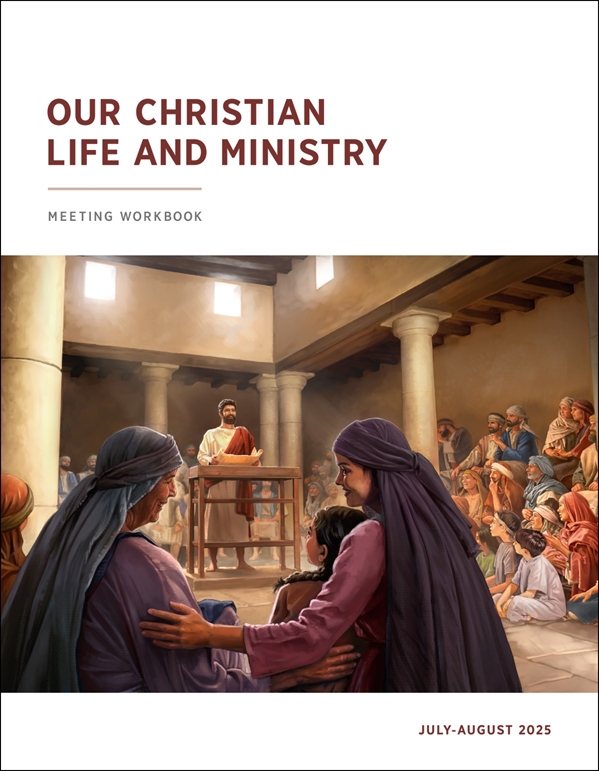 OUR CHRISTIAN
LIFE AND MINISTRY
MEETING WORKBOOK
JULY-AUGUST 2025